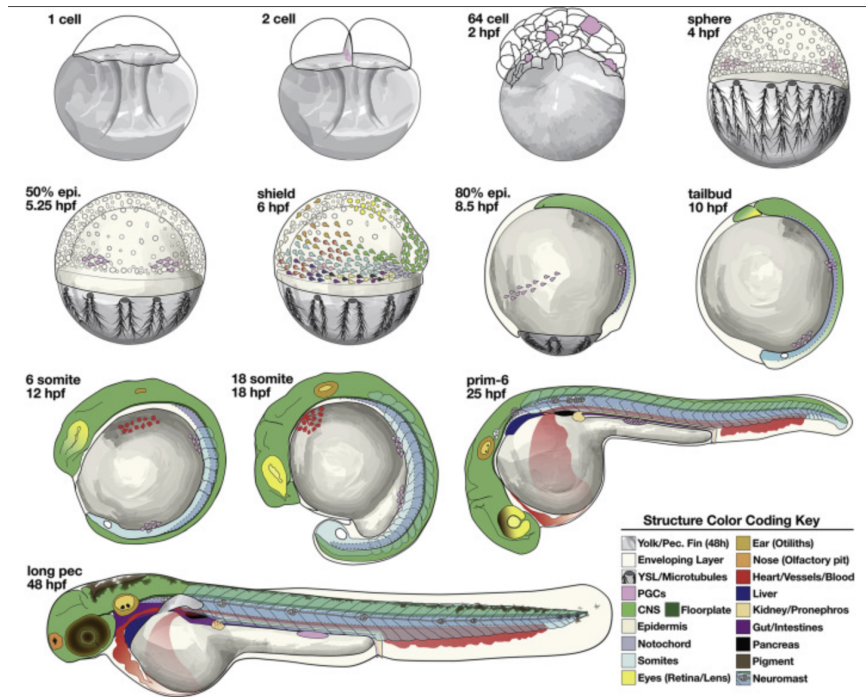 1 cell
2 cell
64 cell
2 hpf
sphere
4 hpf
50% epi.
5.25 hpf
shield
6 hpf
80% epi.
8.5 hpf
tailbud
10 hpf
6 somite
12 hpf
18 somite
18 hpf
prim-6
25 hpf
long pec
48 hpf
Structure Color Coding Key
Yolk/Pec. Fin (48h)
Enveloping Layer
YSL/Microtubules
PGCs
CNS Floorplate
Epidermis
Notochord
Somites
Eyes (Retina/Lens)
Ear (Otiliths)
Nose (Olfactory pit)
Heart/Vessels/Blood
Liver
Kidney/Pronephros
Gut/Intestines
Pancreas
Pigment
Neuromast